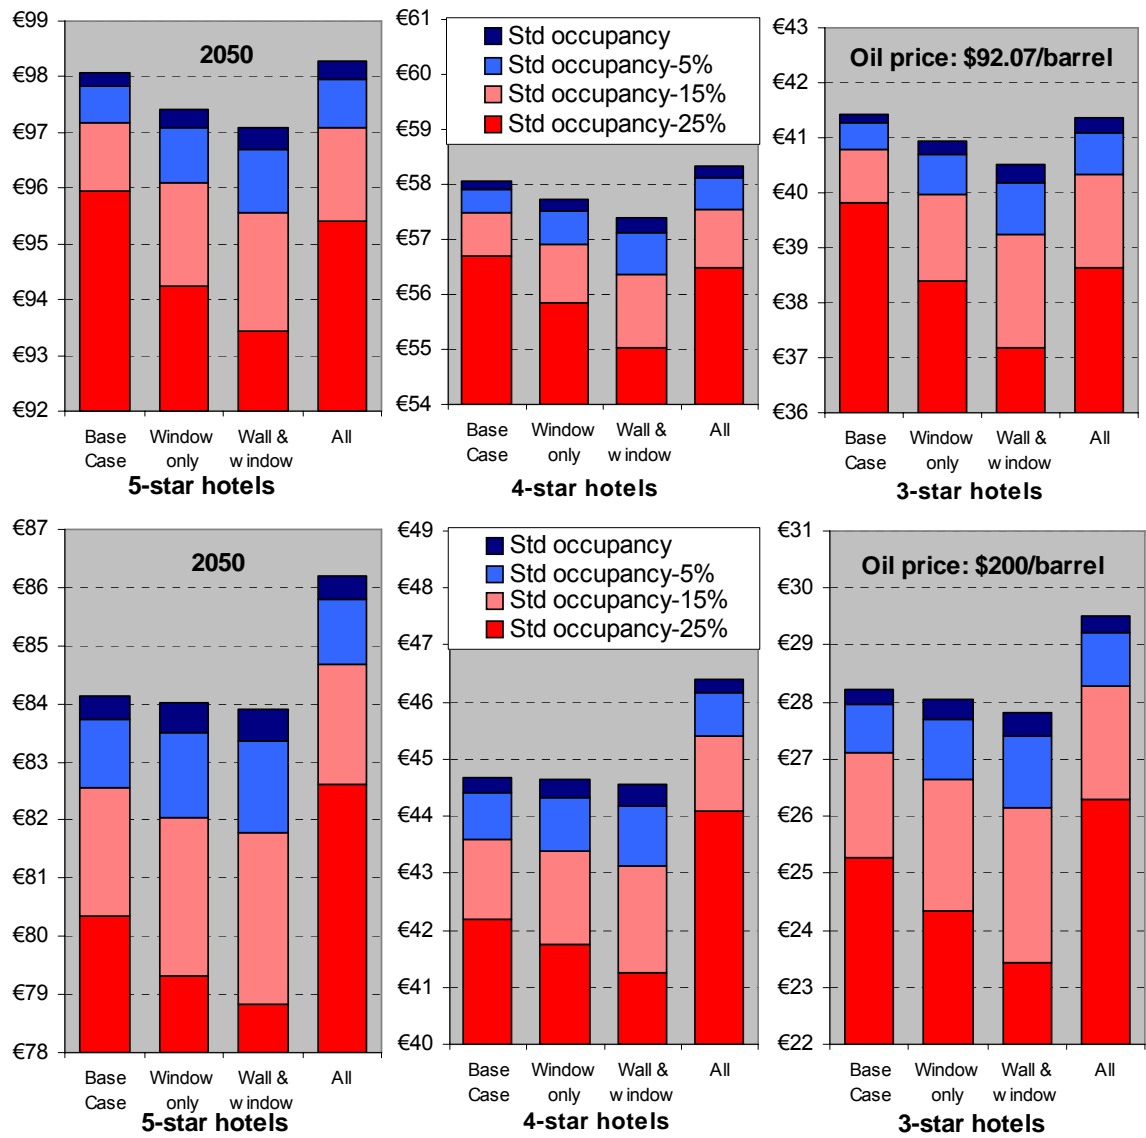 €99
€98
€97
€96
€95
€94
€93
€92
2050
Base Case
Window only
Wall & w indow
All
5-star hotels
€61
€60
€59
€58
€57
€56
€55
€54
Std occupancy
Std occupancy-5%
Std occupancy-15%
Std occupancy-25%
Base Case
Window only
Wall & w indow
All
4-star hotels
€43
€42
€41
€40
€39
€38
€37
€36
Oil price: $92.07/barrel
Base Case
Window only
Wall & w indow
All
3-star hotels
€87
€86
€85
€84
€83
€82
€81
€80
€79
€78
2050
Base Case
Window only
Wall & w indow
All
5-star hotels
€49
€48
€47
€46
€45
€44
€43
€42
€41
€40
Std occupancy
Std occupancy-5%
Std occupancy-15%
Std occupancy-25%
Base Case
Window only
Wall & w indow
All
4-star hotels
€31
€30
€29
€28
€27
€26
€25
€24
€23
€22
Oil price: $200/barrel
Base Case
Window only
Wall & w indow
All
3-star hotels